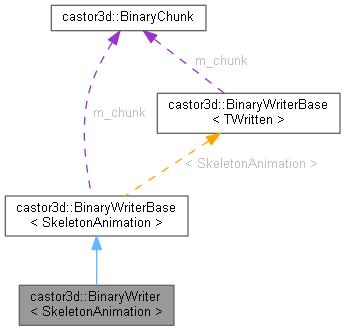 castor3d::BinaryChunk
m_chunk
m_chunk
castor3d::BinaryWriterBase
< TWritten >
< SkeletonAnimation >
castor3d::BinaryWriterBase
< SkeletonAnimation >
castor3d::BinaryWriter
< SkeletonAnimation >